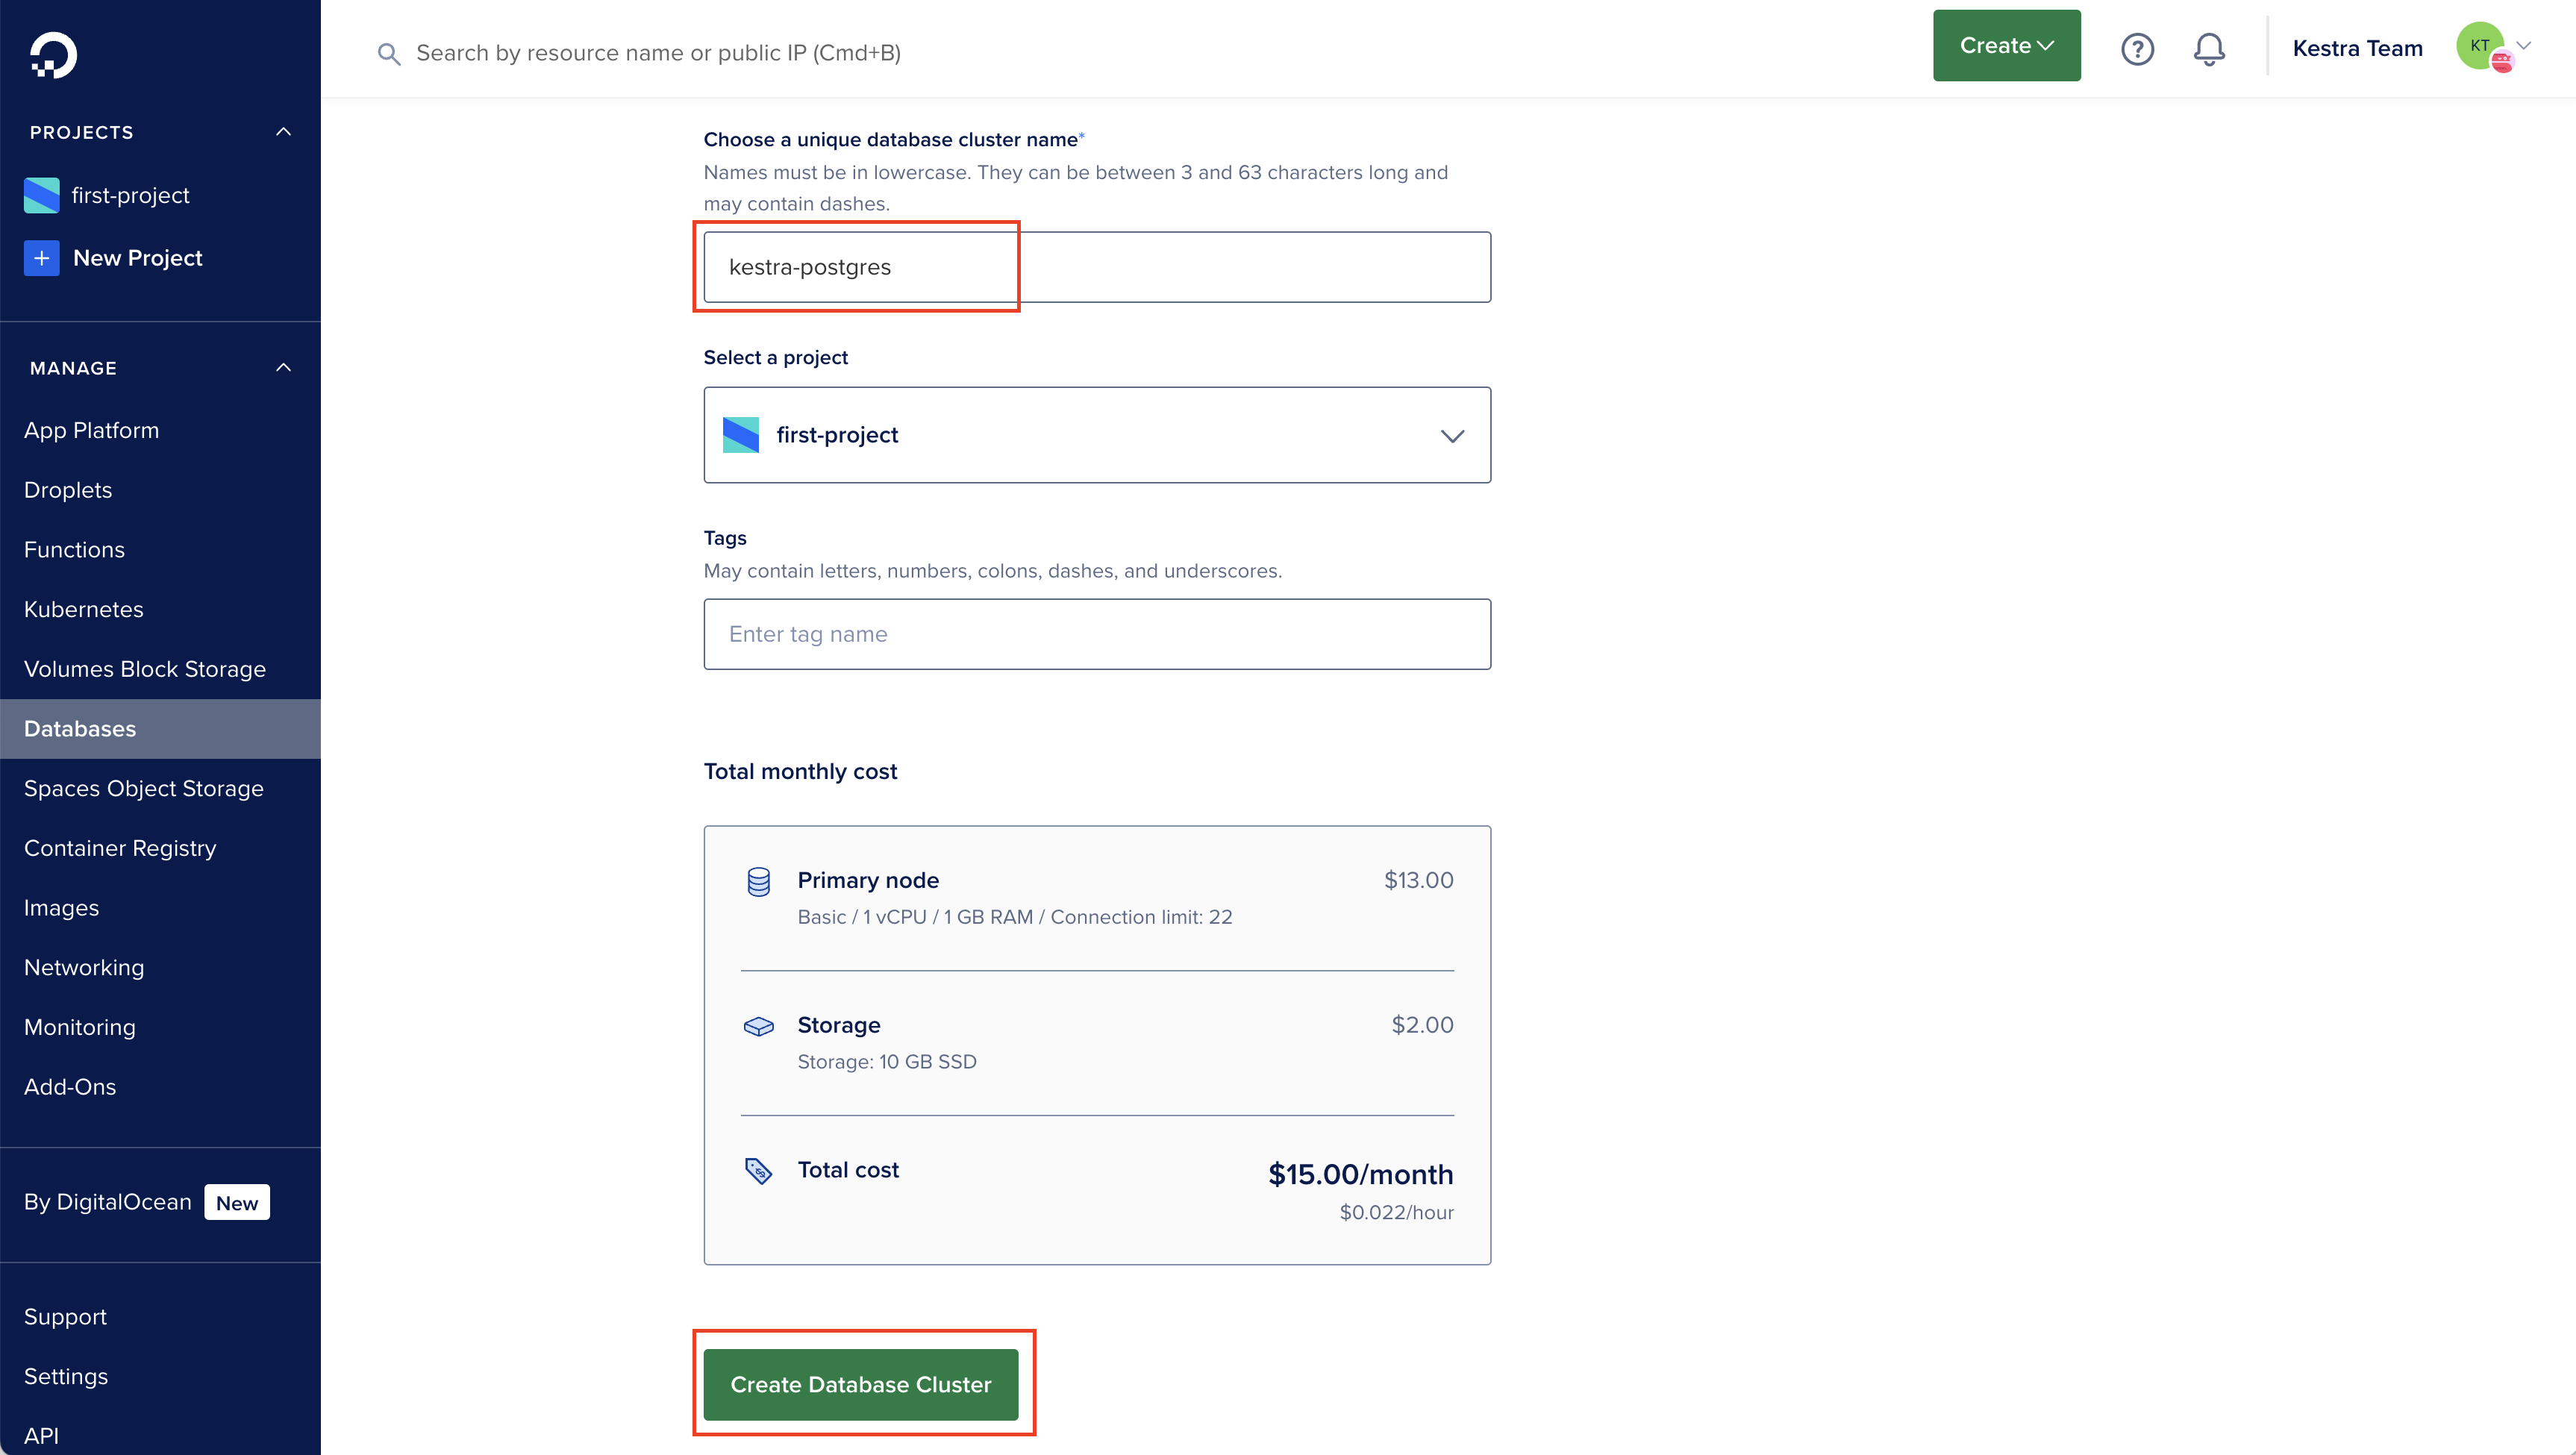 Search by resource name or public IP (Cmd+B)
Create
Kestra Team
KT
PROJECTS
first-project
New Project
MANAGE
App Platform
Droplets
Functions
Kubernetes
Volumes Block Storage
Databases
Spaces Object Storage
Container Registry
Images
Networking
Monitoring
Add-Ons
By DigitalOcean New
Support
Settings
API
Choose a unique database cluster name*
Names must be in lowercase. They can be between 3 and 63 characters long and
may contain dashes.
kestra-postgres
Select a project
first-project
Tags
May contain letters, numbers, colons, dashes, and underscores.
Enter tag name
Total monthly cost
Primary node $13.00
Basic / 1 vCPU / 1 GB RAM / Connection limit: 22
Storage $2.00
Storage: 10 GB SSD
Total cost $15.00/month
$0.022/hour
Create Database Cluster